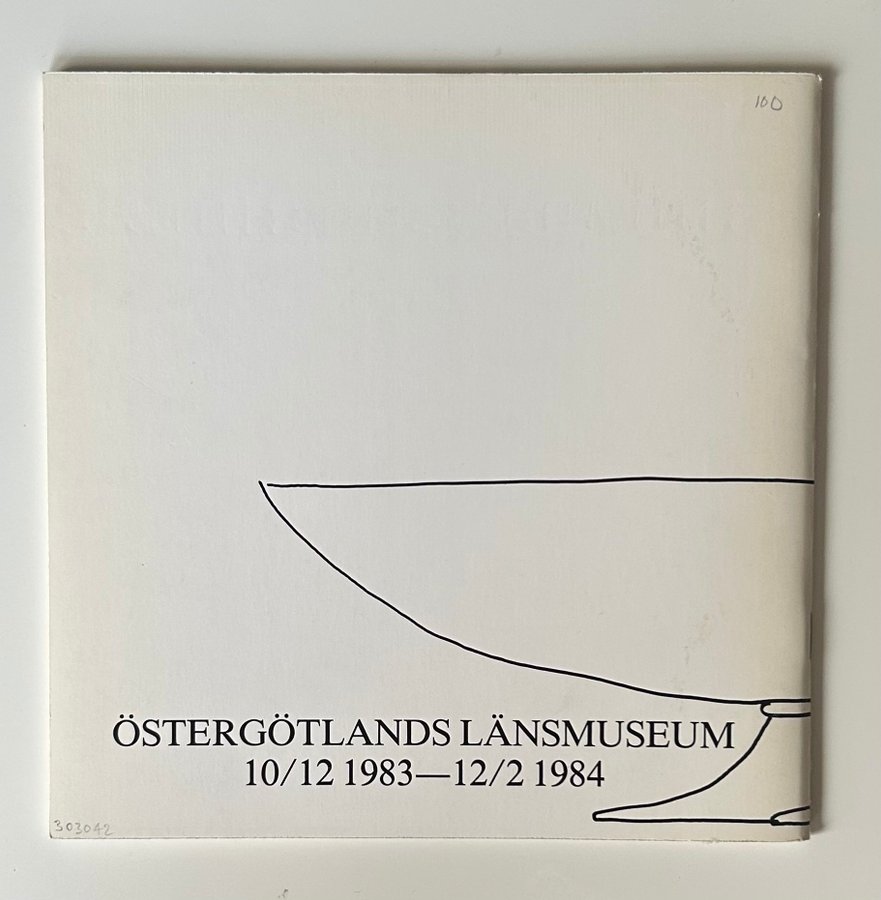 100
ÖSTERGÖTLANDS LÄNSMUSEUM
10/12 1983—12/2 1984
303042